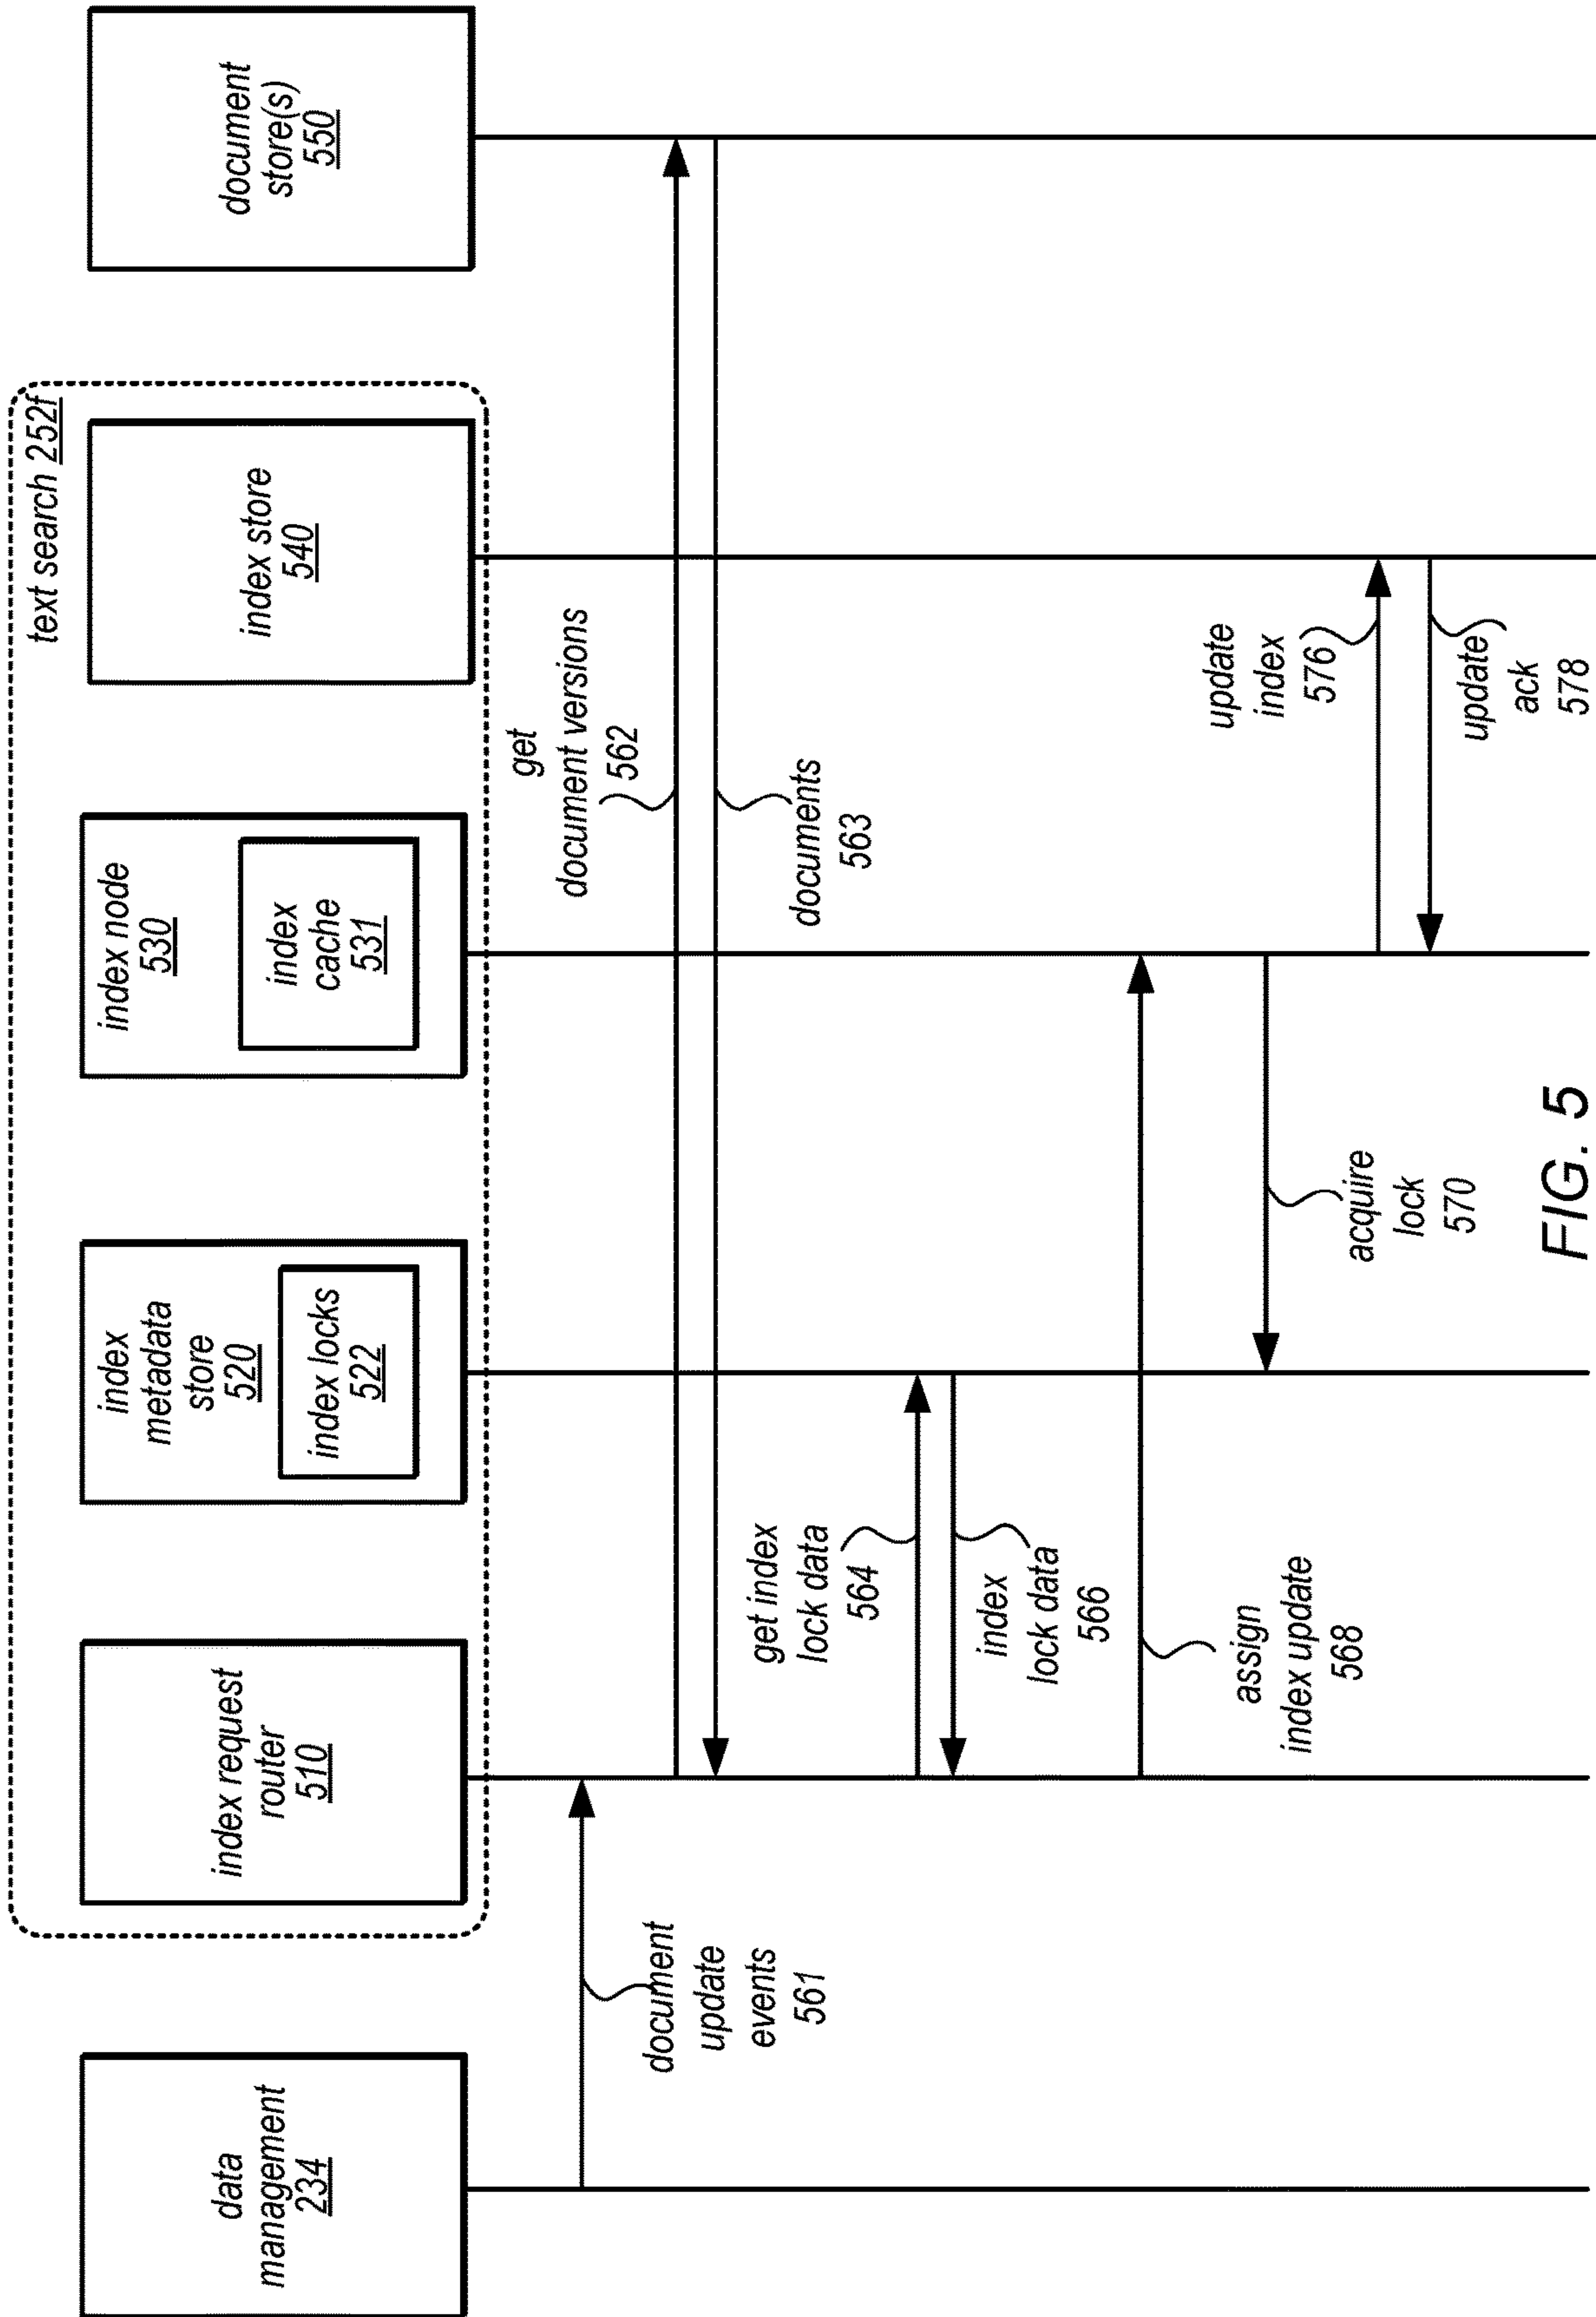 text search 252f
data
management
234
index request
router
510
index
metadata
store
520
index locks
522
index node
530
index
cache
531
index store
540
document
store(s)
550
document
update
events
561
get
document versions
562
documents
563
get index
lock data
564
index
lock data
566
assign
index update
568
acquire
lock
570
update
index
576
update
ack
578
FIG. 5